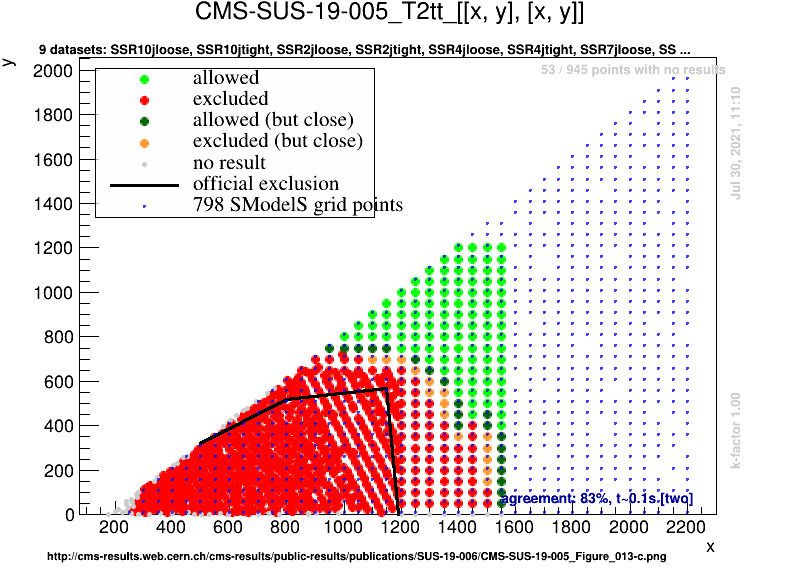 CMS-SUS-19-005_T2tt_[[x, y], [x, y]]
9 datasets: SSR10jloose, SSR10jtight, SSR2jloose, SSR2jtight, SSR4jloose, SSR4jtight, SSR7jloose, SS ...
y
53 / 945 points with no results
allowed
excluded
allowed (but close)
excluded (but close)
no result
official exclusion
798 SModelS grid points
Jul 30, 2021, 11:10
k-factor 1.00
2000
1800
1600
1400
1200
1000
800
600
400
200
0
agreement: 83%, t~0.1s [two]
200 400 600 800 1000 1200 1400 1600 1800 2000 2200
x
http://cms-results.web.cern.ch/cms-results/public-results/publications/SUS-19-006/CMS-SUS-19-005_Figure_013-c.png